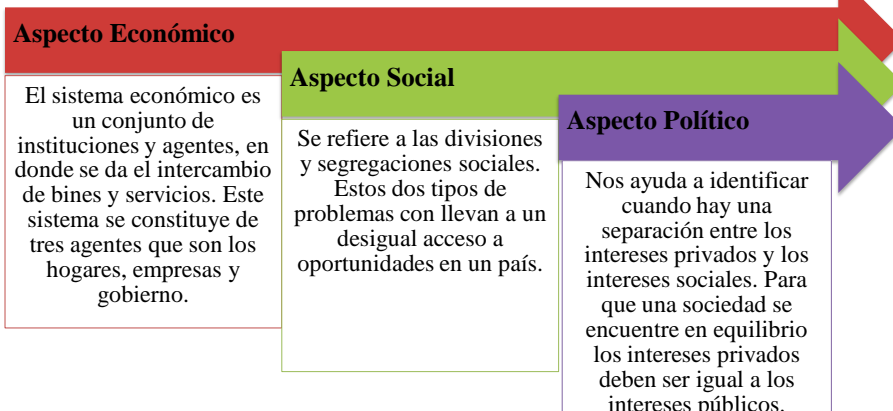 Aspecto Económico
El sistema económico es
un conjunto de
instituciones y agentes, en
donde se da el intercambio
de bines y servicios. Este
sistema se constituye de
tres agentes que son los
hogares, empresas y
gobierno.
Aspecto Social
Se refiere a las divisiones
y segregaciones sociales.
Estos dos tipos de
problemas con llevan a un
desigual acceso a
oportunidades en un país.
Aspecto Político
Nos ayuda a identificar
cuando hay una
separación entre los
intereses privados y los
intereses sociales. Para
que una sociedad se
encuentre en equilibrio
los intereses privados
deben ser igual a los
intereses públicos.